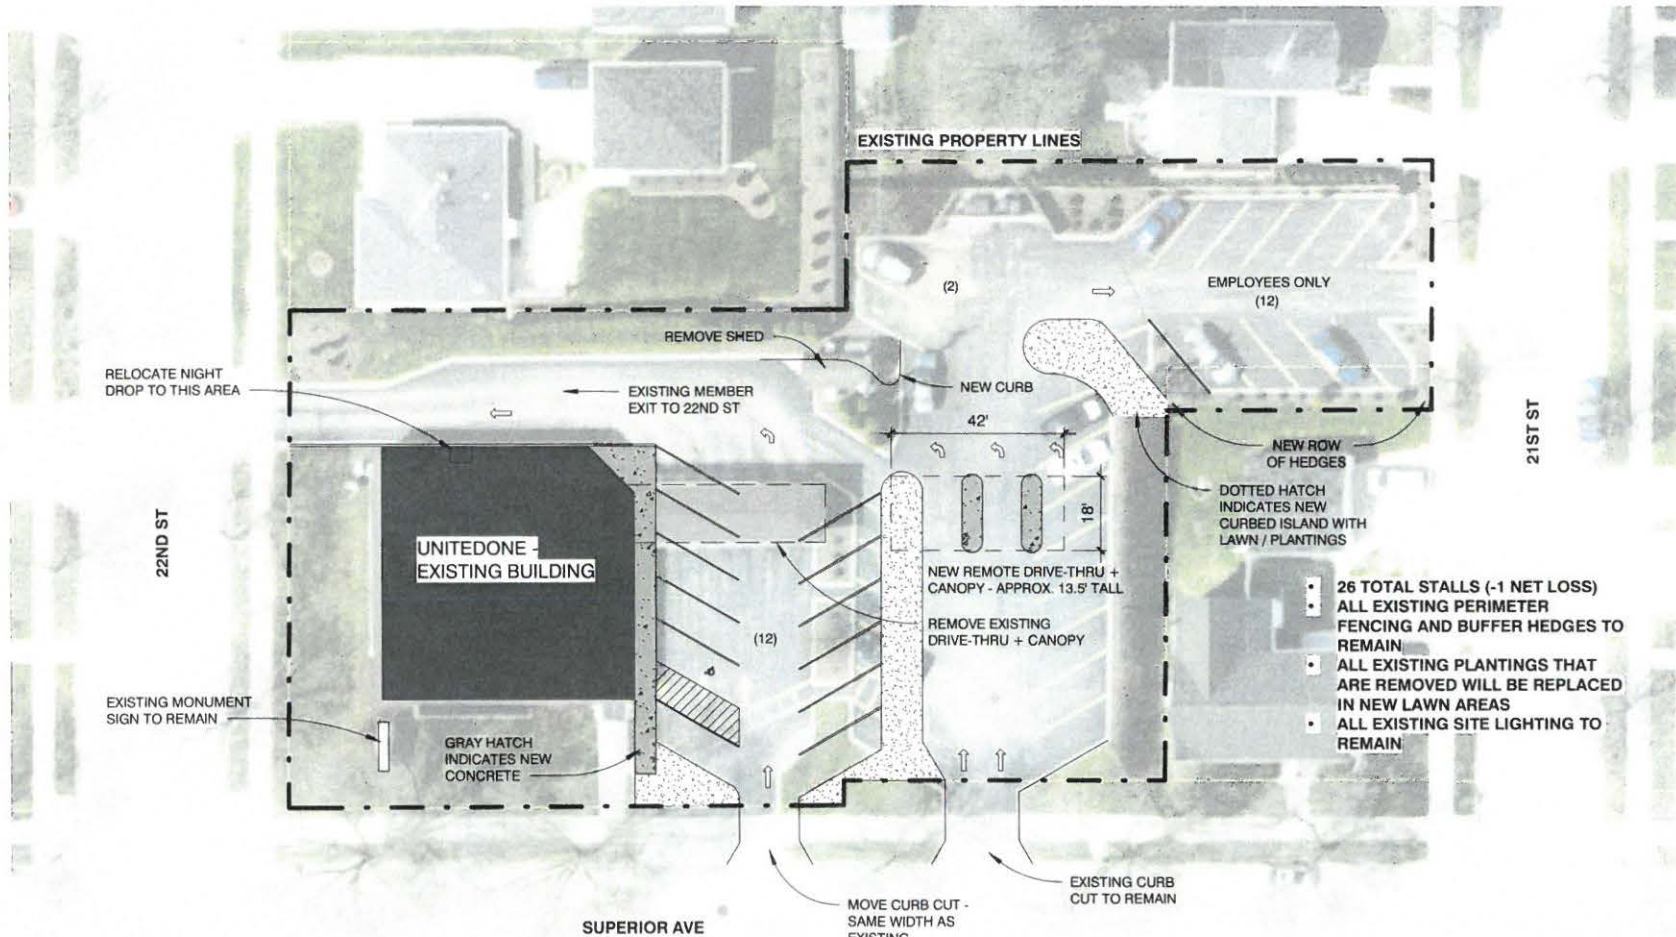 EXISTING PROPERTY LINES
(2)
EMPLOYEES ONLY
(12)
REMOVE SHED
RELOCATE NIGHT
DROP TO THIS AREA
EXISTING MEMBER
EXIT TO 22ND ST
NEW CURB
42'
NEW ROW
OF HEDGES
21ST ST
DOTTED HATCH
INDICATES NEW
CURBED ISLAND WITH
LAWN / PLANTINGS
18'
22ND ST
UNITEDONE -
EXISTING BUILDING
NEW REMOTE DRIVE-THRU +
CANOPY - APPROX. 13.5' TALL
REMOVE EXISTING
DRIVE-THRU + CANOPY
(12)
• 26 TOTAL STALLS (-1 NET LOSS)
• ALL EXISTING PERIMETER
FENCING AND BUFFER HEDGES TO
REMAIN
• ALL EXISTING PLANTINGS THAT
ARE REMOVED WILL BE REPLACED
IN NEW LAWN AREAS
• ALL EXISTING SITE LIGHTING TO
REMAIN
EXISTING MONUMENT
SIGN TO REMAIN
GRAY HATCH
INDICATES NEW
CONCRETE
EXISTING CURB
CUT TO REMAIN
MOVE CURB CUT -
SAME WIDTH AS
EXISTING
SUPERIOR AVE